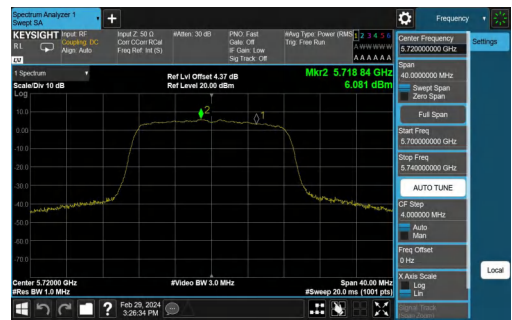 Spectrum Analyzer 1
Swept SA
Frequency
KEYSIGHT
Input: RF
Coupling: DC
Align: Auto
Input Z: 50 Ω
Corr CCorr RCal
Freq Ref: Int (S)
#Atten: 30 dB
PNO: Fast
Gate: Off
IF Gain: Low
Sig Track: Off
#Avg Type: Power (RMS
Trig: Free Run
1 2 3 4 5 6
A W W W W W
A A A A A A
RL
LV
1 Spectrum
Scale/Div 10 dB
Log
Ref Lvl Offset 4.37 dB
Ref Level 20.00 dBm
Mkr2 5.718 84 GHz
6.081 dBm
10.0
0.00
-10.0
-20.0
-30.0
-40.0
-50.0
-60.0
-70.0
2
1
Center 5.72000 GHz
#Res BW 1.0 MHz
#Video BW 3.0 MHz
Span 40.00 MHz
#Sweep 20.0 ms (1001 pts)
Feb 29, 2024
3:26:34 PM
Center Frequency
5.720000000 GHz
Span
40.0000000 MHz
Swept Span
Zero Span
Full Span
Start Freq
5.700000000 GHz
Stop Freq
5.740000000 GHz
AUTO TUNE
CF Step
4.000000 MHz
Auto
Man
Freq Offset
0 Hz
X Axis Scale
Log
Lin
Signal Track
Settings
Local